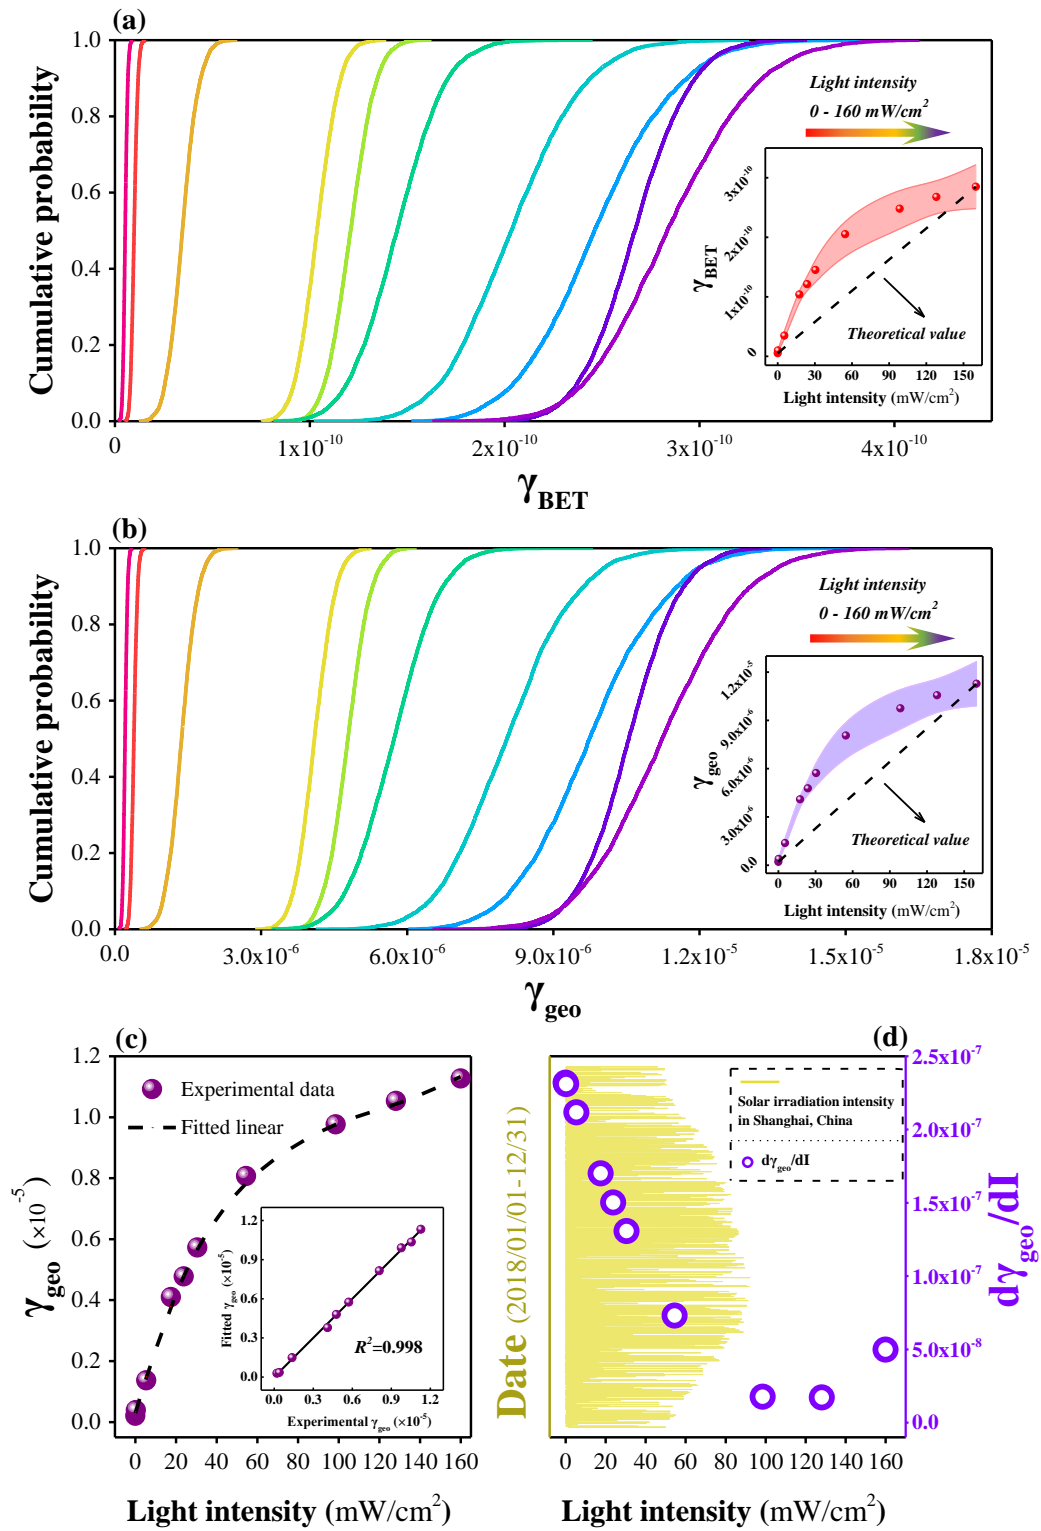 (a)
1.0
0.8
0.6
0.4
0.2
0.0
Cumulative probability
0
1x10⁻¹⁰
2x10⁻¹⁰
3x10⁻¹⁰
4x10⁻¹⁰
γBET
Light intensity
0 - 160 mW/cm²
3x10⁻¹⁰
2x10⁻¹⁰
1x10⁻¹⁰
0
γBET
Theoretical value
0 30 60 90 120 150
Light intensity (mW/cm²)
(b)
1.0
0.8
0.6
0.4
0.2
0.0
Cumulative probability
0.0
3.0x10⁻⁶
6.0x10⁻⁶
9.0x10⁻⁶
1.2x10⁻⁵
1.5x10⁻⁵
1.8x10⁻⁵
γgeo
Light intensity
0 - 160 mW/cm²
1.2x10⁻⁵
9.0x10⁻⁶
6.0x10⁻⁶
3.0x10⁻⁶
0.0
γgeo
Theoretical value
0 30 60 90 120 150
Light intensity (mW/cm²)
(c)
1.2
1.0
0.8
0.6
0.4
0.2
0.0
γgeo (×10⁻⁵)
Experimental data
Fitted linear
1.2
0.9
0.6
0.3
0.0
Fitted γgeo (×10⁻⁵)
R²=0.998
0.0 0.3 0.6 0.9 1.2
Experimental γgeo (×10⁻⁵)
0 20 40 60 80 100 120 140 160
Light intensity (mW/cm²)
(d)
Date (2018/01/01-12/31)
Solar irradiation intensity
in Shanghai, China
dγgeo/dI
2.5x10⁻⁷
2.0x10⁻⁷
1.5x10⁻⁷
1.0x10⁻⁷
5.0x10⁻⁸
0.0
dγgeo/dI
0 20 40 60 80 100 120 140 160
Light intensity (mW/cm²)